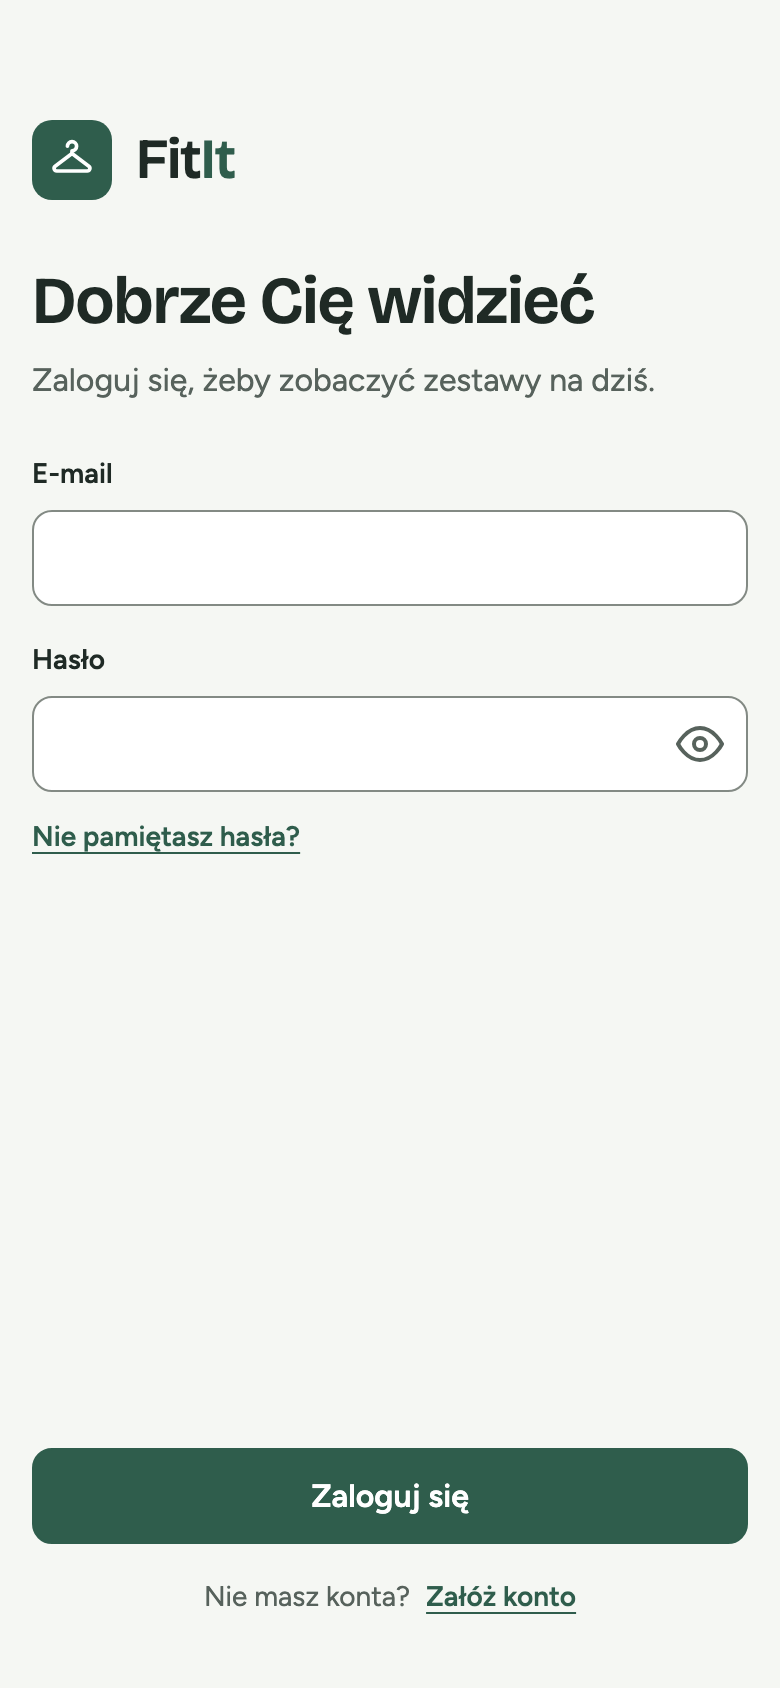 FitIt
Dobrze Cię widzieć
Zaloguj się, żeby zobaczyć zestawy na dziś.
E-mail
Hasło
Nie pamiętasz hasła?
Zaloguj się
Nie masz konta? Załóż konto